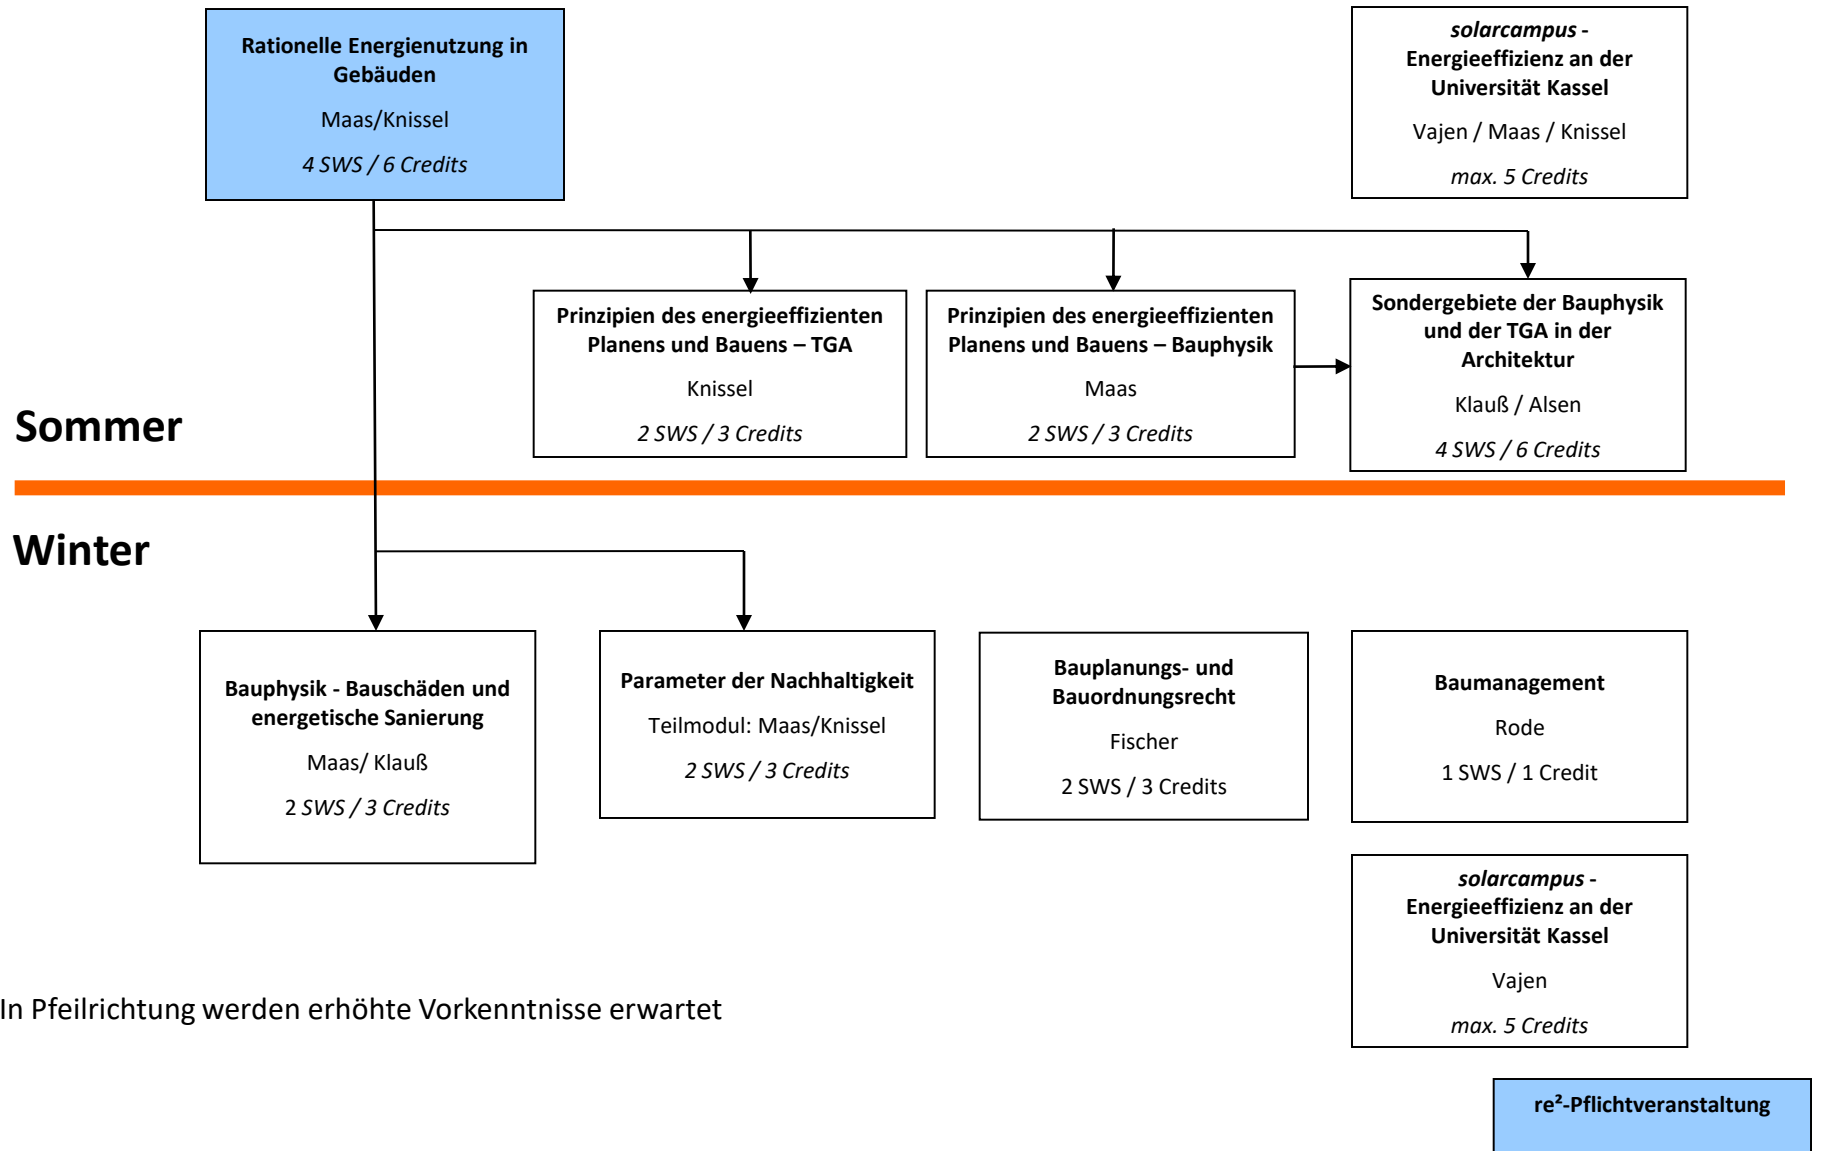 Rationelle Energienutzung in
Gebäuden
Maas/Knissel
4 SWS / 6 Credits
solarcampus -
Energieeffizienz an der
Universität Kassel
Vajen / Maas / Knissel
max. 5 Credits
Prinzipien des energieeffizienten
Planens und Bauens – TGA
Knissel
2 SWS / 3 Credits
Prinzipien des energieeffizienten
Planens und Bauens – Bauphysik
Maas
2 SWS / 3 Credits
Sondergebiete der Bauphysik
und der TGA in der
Architektur
Klauß / Alsen
4 SWS / 6 Credits
Sommer
Winter
Bauphysik - Bauschäden und
energetische Sanierung
Maas/ Klauß
2 SWS / 3 Credits
Parameter der Nachhaltigkeit
Teilmodul: Maas/Knissel
2 SWS / 3 Credits
Bauplanungs- und
Bauordnungsrecht
Fischer
2 SWS / 3 Credits
Baumanagement
Rode
1 SWS / 1 Credit
solarcampus -
Energieeffizienz an der
Universität Kassel
Vajen
max. 5 Credits
In Pfeilrichtung werden erhöhte Vorkenntnisse erwartet
re²-Pflichtveranstaltung